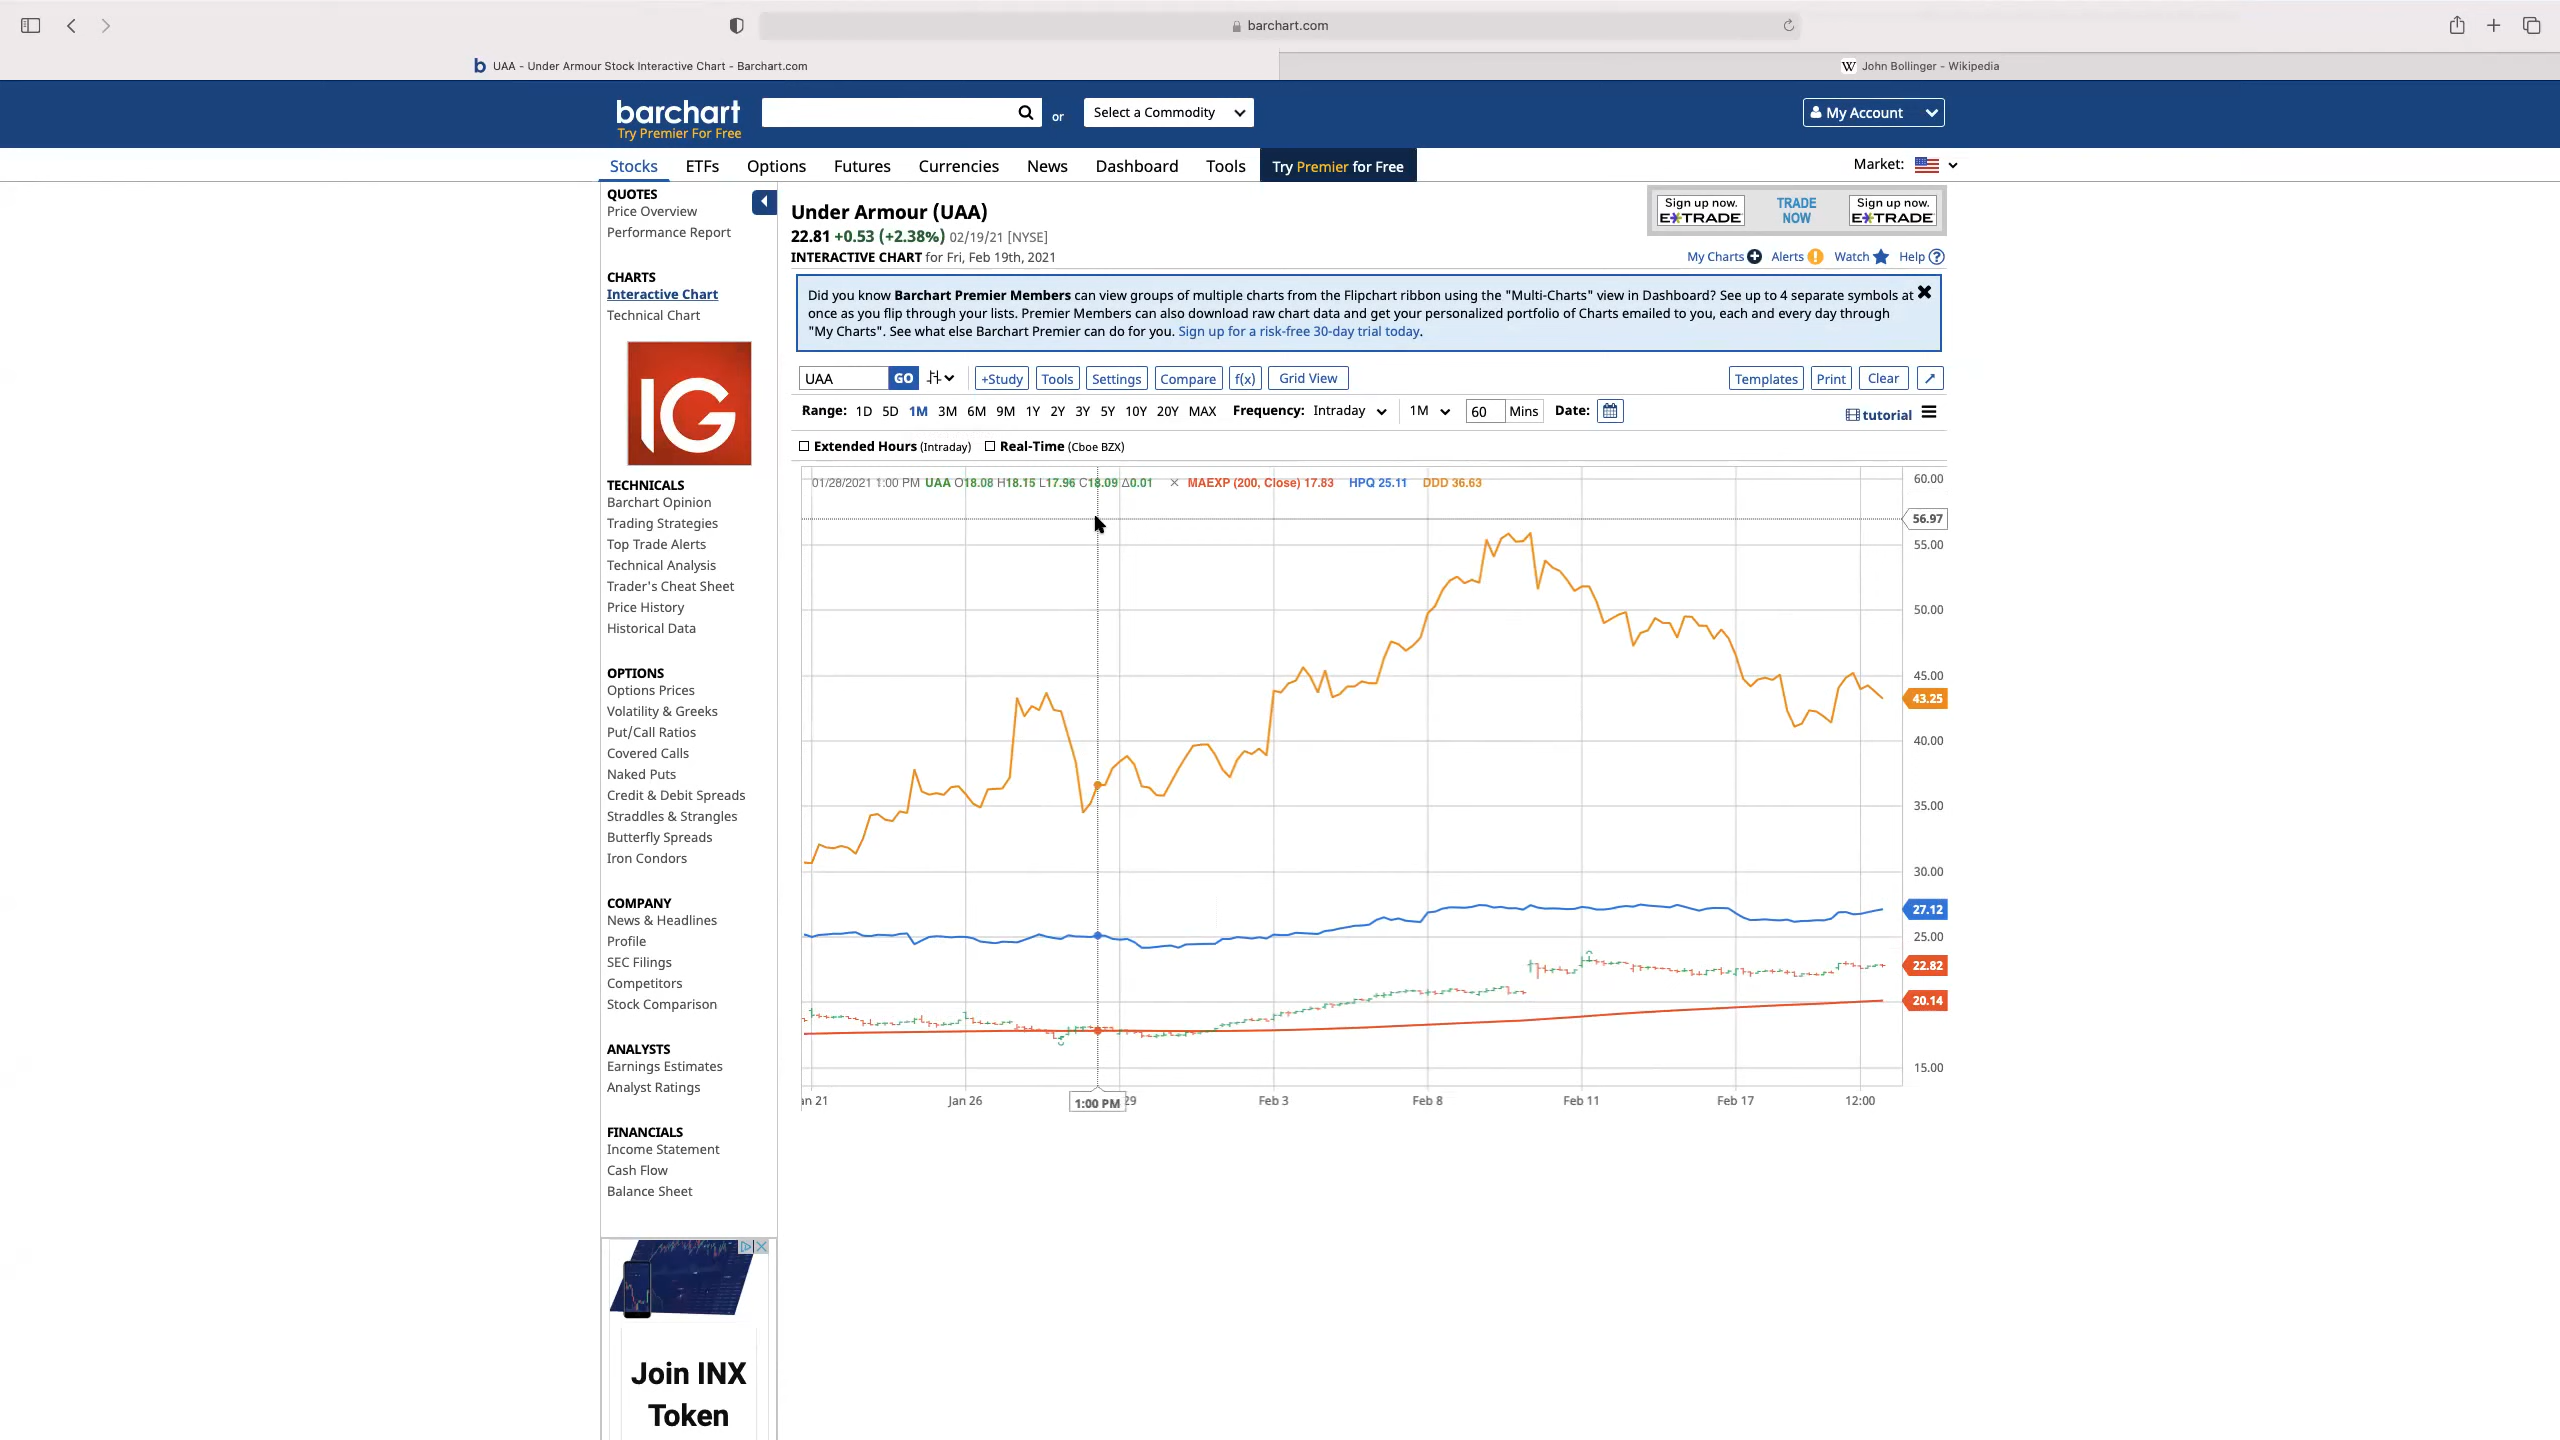 barchart.com
UAA - Under Armour Stock Interactive Chart - Barchart.com
John Bollinger - Wikipedia
barchart
Try Premier For Free
or
Select a Commodity
My Account
Stocks ETFs Options Futures Currencies News Dashboard Tools Try Premier for Free
Market:
QUOTES
Price Overview
Performance Report
CHARTS
Interactive Chart
Technical Chart
IG
TECHNICALS
Barchart Opinion
Trading Strategies
Top Trade Alerts
Technical Analysis
Trader's Cheat Sheet
Price History
Historical Data
OPTIONS
Options Prices
Volatility & Greeks
Put/Call Ratios
Covered Calls
Naked Puts
Credit & Debit Spreads
Straddles & Strangles
Butterfly Spreads
Iron Condors
COMPANY
News & Headlines
Profile
SEC Filings
Competitors
Stock Comparison
ANALYSTS
Earnings Estimates
Analyst Ratings
FINANCIALS
Income Statement
Cash Flow
Balance Sheet
Join INX
Token
Under Armour (UAA)
22.81 +0.53 (+2.38%) 02/19/21 [NYSE]
INTERACTIVE CHART for Fri, Feb 19th, 2021
Sign up now.
E*TRADE
TRADE
NOW
Sign up now.
E*TRADE
My Charts Alerts Watch Help
Did you know Barchart Premier Members can view groups of multiple charts from the Flipchart ribbon using the "Multi-Charts" view in Dashboard? See up to 4 separate symbols at
once as you flip through your lists. Premier Members can also download raw chart data and get your personalized portfolio of Charts emailed to you, each and every day through
"My Charts". See what else Barchart Premier can do for you. Sign up for a risk-free 30-day trial today.
UAA GO +Study Tools Settings Compare f(x) Grid View Templates Print Clear
Range: 1D 5D 1M 3M 6M 9M 1Y 2Y 3Y 5Y 10Y 20Y MAX Frequency: Intraday 1M 60 Mins Date:
tutorial
Extended Hours (Intraday) Real-Time (Cboe BZX)
01/28/2021 1:00 PM UAA O18.08 H18.15 L17.96 C18.09 Δ0.01 MAEXP (200, Close) 17.83 HPQ 25.11 DDD 36.63
60.00
56.97
55.00
50.00
45.00
43.25
40.00
35.00
30.00
27.12
25.00
22.82
20.14
15.00
an 21 Jan 26 1:00 PM 29 Feb 3 Feb 8 Feb 11 Feb 17 12:00